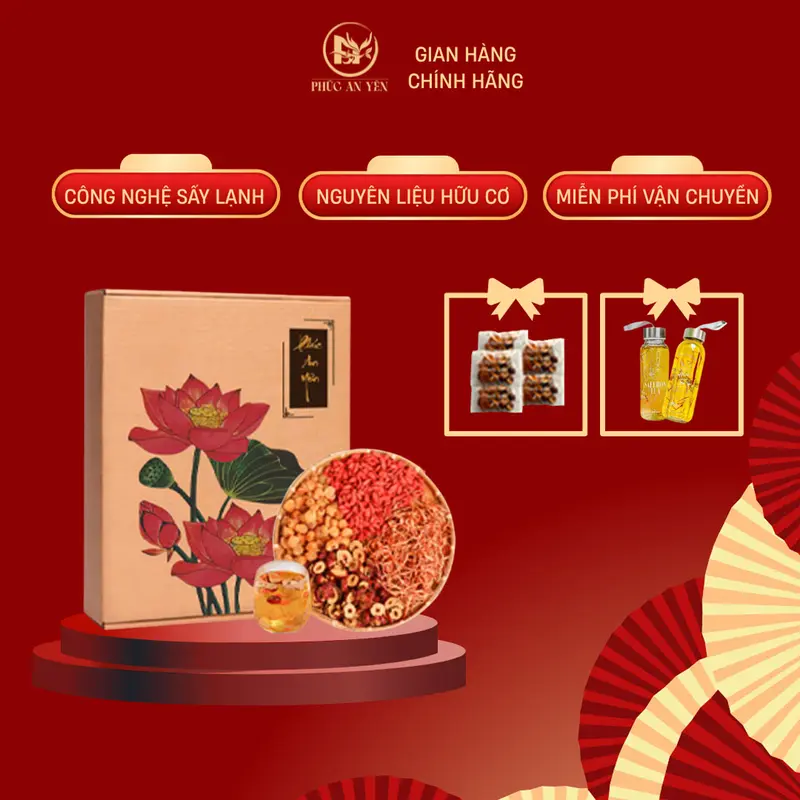 PHÚC AN YÊN
GIAN HÀNG
CHÍNH HÃNG
CÔNG NGHỆ SẤY LẠNH
NGUYÊN LIỆU HỮU CƠ
MIỄN PHÍ VẬN CHUYỂN
Phúc
An
Yên